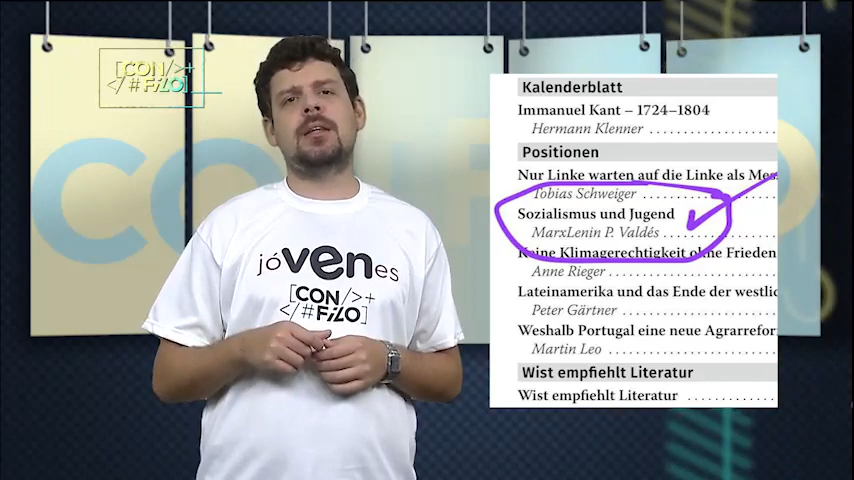 [CON/>+
</#FiLO]
CON
jóVENes
[CON/>+
</#FiLO]
Kalenderblatt
Immanuel Kant – 1724–1804
Hermann Klenner
Positionen
Nur Linke warten auf die Linke als Mes
Tobias Schweiger
Sozialismus und Jugend
MarxLenin P. Valdés
Keine Klimagerechtigkeit ohne Frieden
Anne Rieger
Lateinamerika und das Ende der westlic
Peter Gärtner
Weshalb Portugal eine neue Agrarrefor
Martin Leo
Wist empfiehlt Literatur
Wist empfiehlt Literatur